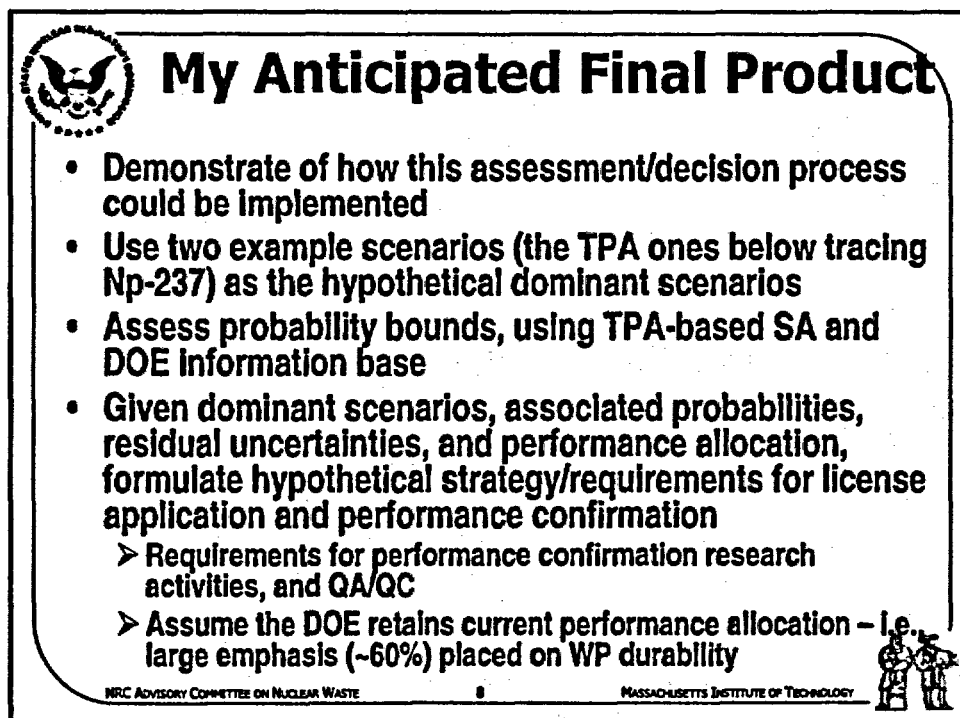 My Anticipated Final Product
• Demonstrate of how this assessment/decision process
could be implemented
• Use two example scenarios (the TPA ones below tracing
Np-237) as the hypothetical dominant scenarios
• Assess probability bounds, using TPA-based SA and
DOE information base
• Given dominant scenarios, associated probabilities,
residual uncertainties, and performance allocation,
formulate hypothetical strategy/requirements for license
application and performance confirmation
➢ Requirements for performance confirmation research
activities, and QA/QC
➢ Assume the DOE retains current performance allocation – i.e.,
large emphasis (~60%) placed on WP durability
NRC ADVISORY COMMITTEE ON NUCLEAR WASTE 8 MASSACHUSETTS INSTITUTE OF TECHNOLOGY